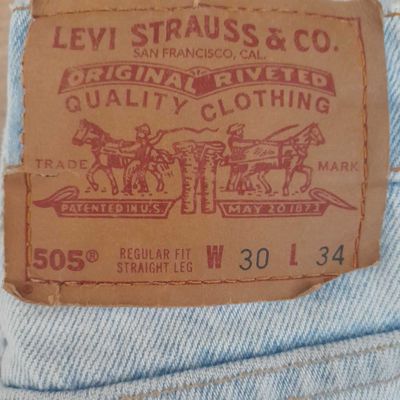 LEVI STRAUSS & CO.
SAN FRANCISCO, CAL.
ORIGINAL RIVETED
QUALITY CLOTHING
TRADE MARK
PATENTED IN U.S. MAY 20 1873
505® REGULAR FIT STRAIGHT LEG W 30 L 34